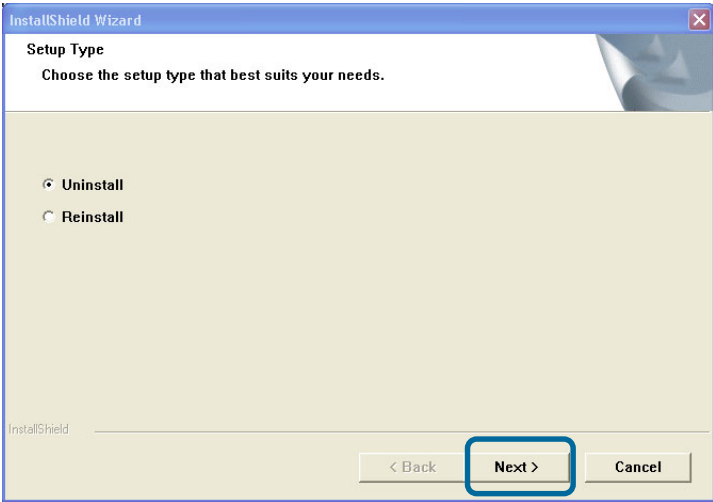 InstallShield Wizard
Setup Type
Choose the setup type that best suits your needs.
Uninstall
Reinstall
InstallShield
< Back Next > Cancel